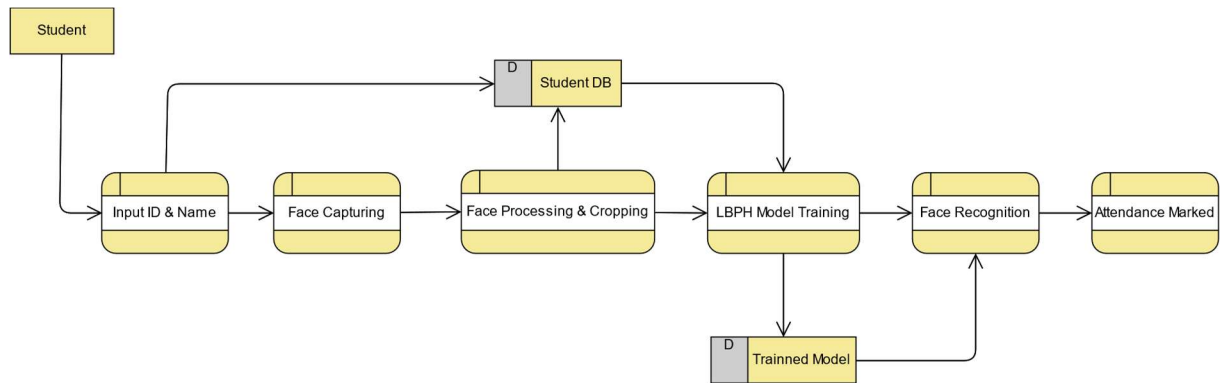 Student
D
Student DB
Input ID & Name
Face Capturing
Face Processing & Cropping
LBPH Model Training
Face Recognition
Attendance Marked
D
Trainned Model